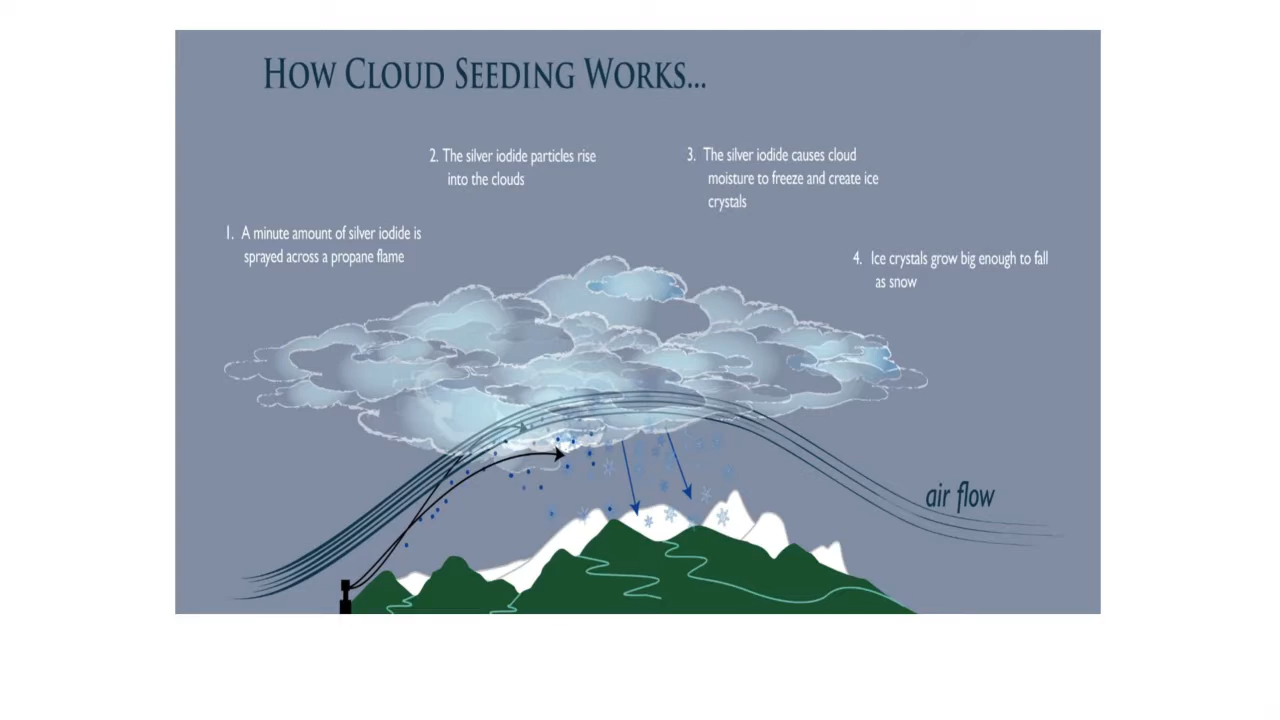 HOW CLOUD SEEDING WORKS...
1. A minute amount of silver iodide is
sprayed across a propane flame
2. The silver iodide particles rise
into the clouds
3. The silver iodide causes cloud
moisture to freeze and create ice
crystals
4. Ice crystals grow big enough to fall
as snow
air flow